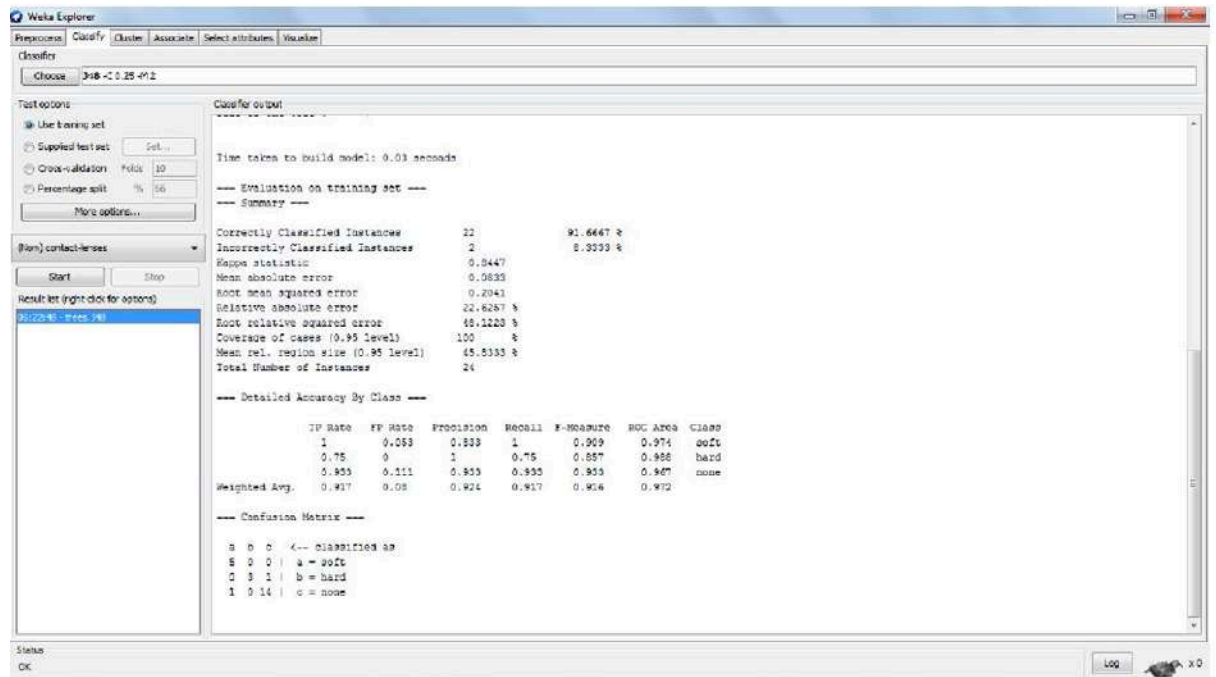 Weka Explorer
Preprocess Classify Cluster Associate Select attributes Visualize
Classifier
Choose J48 -C 0.25 -M 2
Test options
Use training set
Supplied test set Set...
Cross-validation Folds 10
Percentage split % 66
More options...
(Nom) contact-lenses
Start Stop
Result list (right-click for options)
trees.J48
Classifier output
Time taken to build model: 0.03 seconds
=== Evaluation on training set ===
=== Summary ===
Correctly Classified Instances 22 91.6667 %
Incorrectly Classified Instances 2 8.3333 %
Kappa statistic 0.8447
Mean absolute error 0.0833
Root mean squared error 0.2041
Relative absolute error 22.6257 %
Root relative squared error 48.1223 %
Coverage of cases (0.95 level) 100 %
Mean rel. region size (0.95 level)
Total Number of Instances 24
=== Detailed Accuracy By Class ===
TP Rate FP Rate Precision Recall F-Measure ROC Area Class
1 0.053 0.833 1 0.909 0.974 soft
0.75 0 1 0.75 0.857 0.988 hard
0.933 0.111 0.933 0.933 0.933 0.967 none
Weighted Avg. 0.917 0.08 0.924 0.917 0.916 0.972
=== Confusion Matrix ===
a b c <-- classified as
5 0 0 | a = soft
0 3 1 | b = hard
1 0 14 | c = none
Status
OK
Log x 0